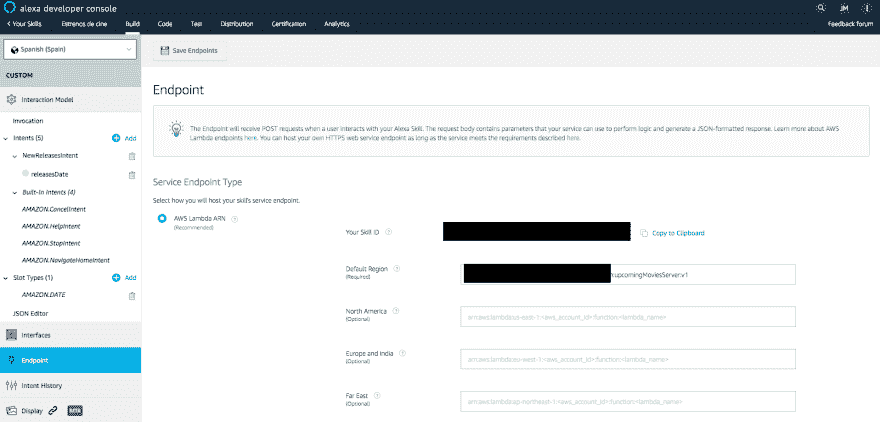 alexa developer console
JM
< Your Skills
Estrenos de cine
Build
Code
Test
Distribution
Certification
Analytics
Feedback forum
Spanish (Spain)
Save Endpoints
CUSTOM
Interaction Model
Invocation
Intents (5)
Add
NewReleasesIntent
releasesDate
Built-In Intents (4)
AMAZON.CancelIntent
AMAZON.HelpIntent
AMAZON.StopIntent
AMAZON.NavigateHomeIntent
Slot Types (1)
Add
AMAZON.DATE
JSON Editor
Interfaces
Endpoint
Intent History
Display
BETA
Endpoint
The Endpoint will receive POST requests when a user interacts with your Alexa Skill. The request body contains parameters that your service can use to perform logic and generate a JSON-formatted response. Learn more about AWS
Lambda endpoints here. You can host your own HTTPS web service endpoint as long as the service meets the requirements described here.
Service Endpoint Type
Select how you will host your skill's service endpoint.
AWS Lambda ARN
(Recommended)
Your Skill ID
Copy to Clipboard
Default Region
(Required)
:upcomingMoviesServer:v1
North America
(Optional)
arn:aws:lambda:us-east-1:<aws_account_id>:function:<lambda_name>
Europe and India
(Optional)
arn:aws:lambda:eu-west-1:<aws_account_id>:function:<lambda_name>
Far East
(Optional)
arn:aws:lambda:ap-northeast-1:<aws_account_id>:function:<lambda_name>